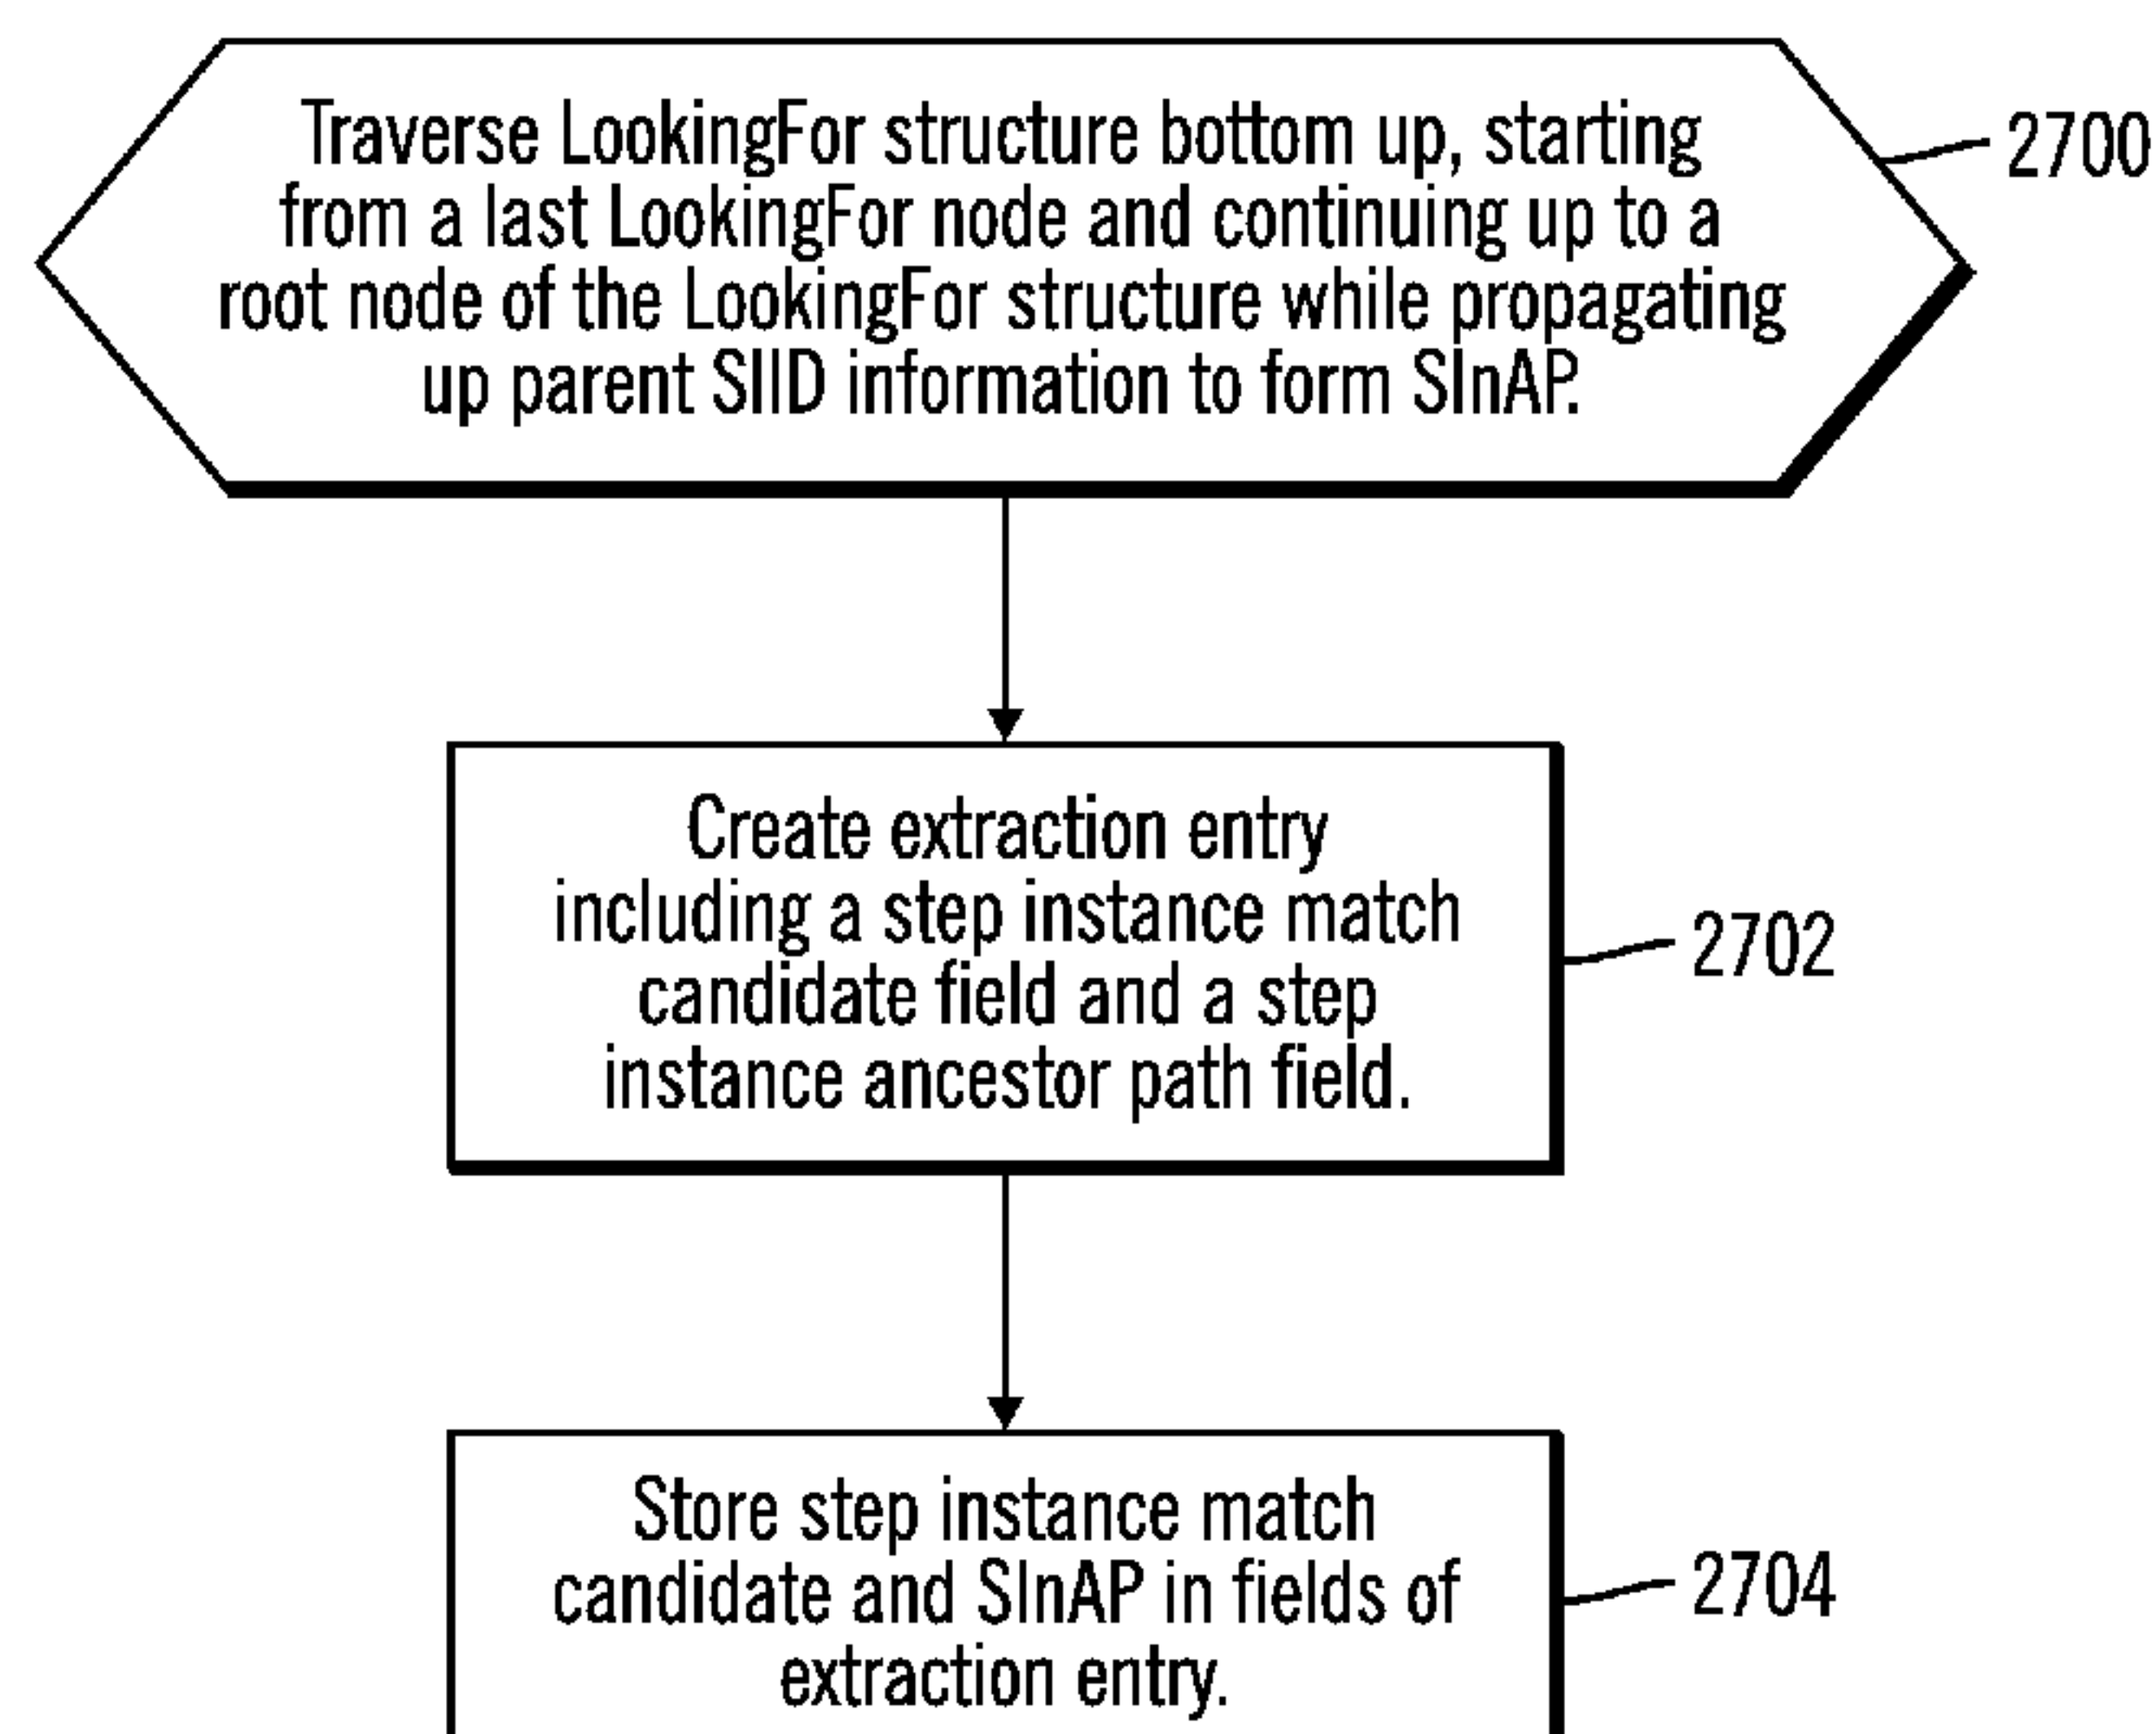 Traverse LookingFor structure bottom up, starting
from a last LookingFor node and continuing up to a
root node of the LookingFor structure while propagating
up parent SIID information to form SInAP.
2700
Create extraction entry
including a step instance match
candidate field and a step
instance ancestor path field.
2702
Store step instance match
candidate and SInAP in fields of
extraction entry.
2704